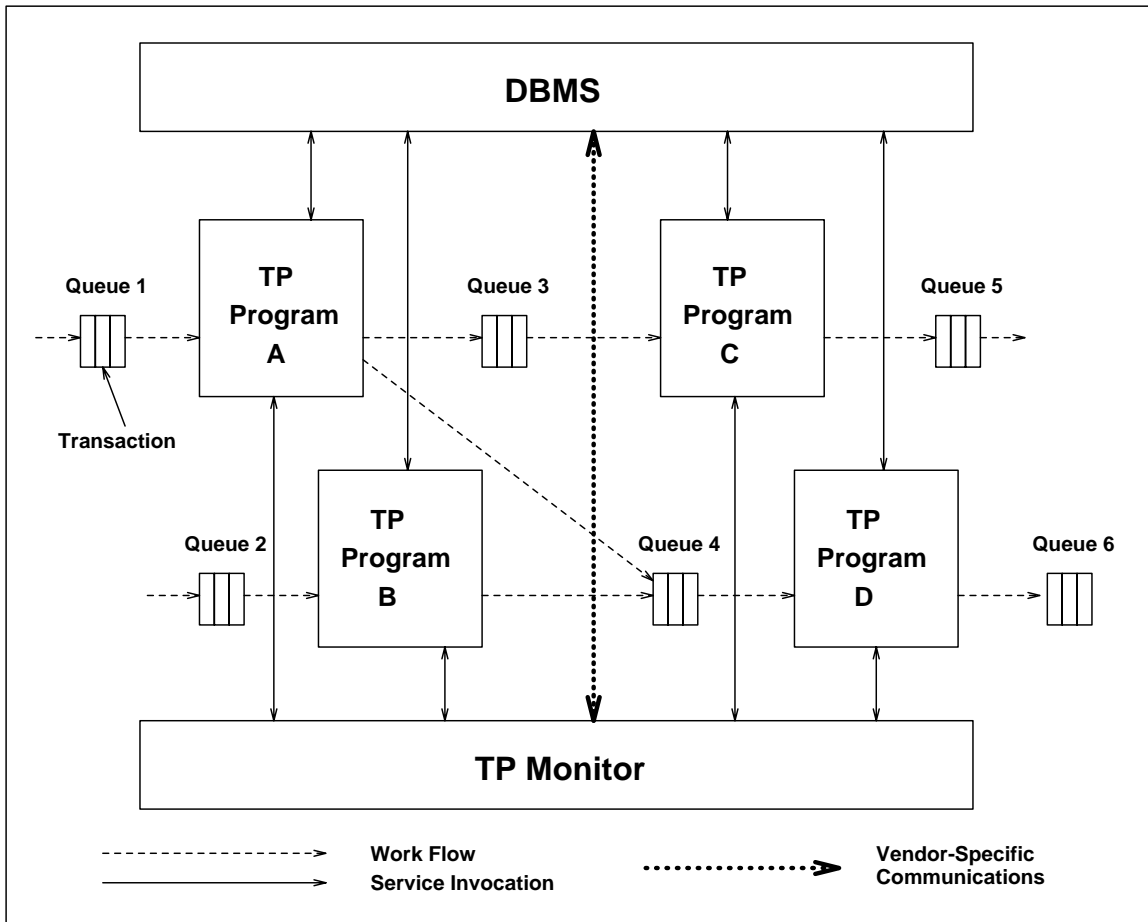 DBMS
Queue 1
TP
Program
A
Queue 3
TP
Program
C
Queue 5
Transaction
Queue 2
TP
Program
B
Queue 4
TP
Program
D
Queue 6
TP Monitor
Work Flow
Service Invocation
Vendor-Specific
Communications